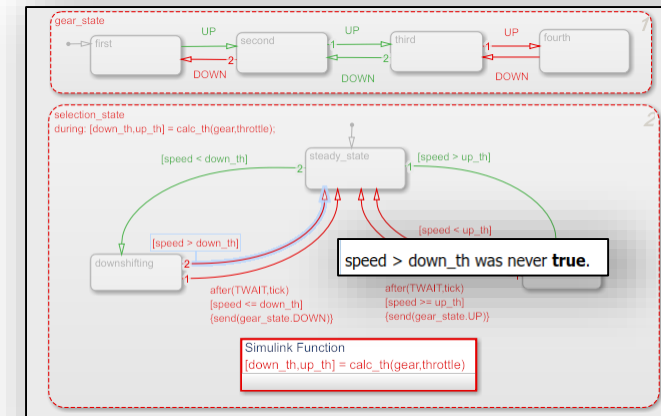 gear_state
1
first
UP
second
UP
third
UP
fourth
2
1
2
1
DOWN
DOWN
DOWN
selection_state
2
during: [down_th,up_th] = calc_th(gear,throttle);
[speed < down_th]
2
steady_state
1
[speed > up_th]
[speed > down_th]
[speed < up_th]
speed > down_th was never true.
downshifting
2
1
after(TWAIT,tick)
[speed <= down_th]
{send(gear_state.DOWN)}
after(TWAIT,tick)
[speed >= up_th]
{send(gear_state.UP)}
Simulink Function
[down_th,up_th] = calc_th(gear,throttle)